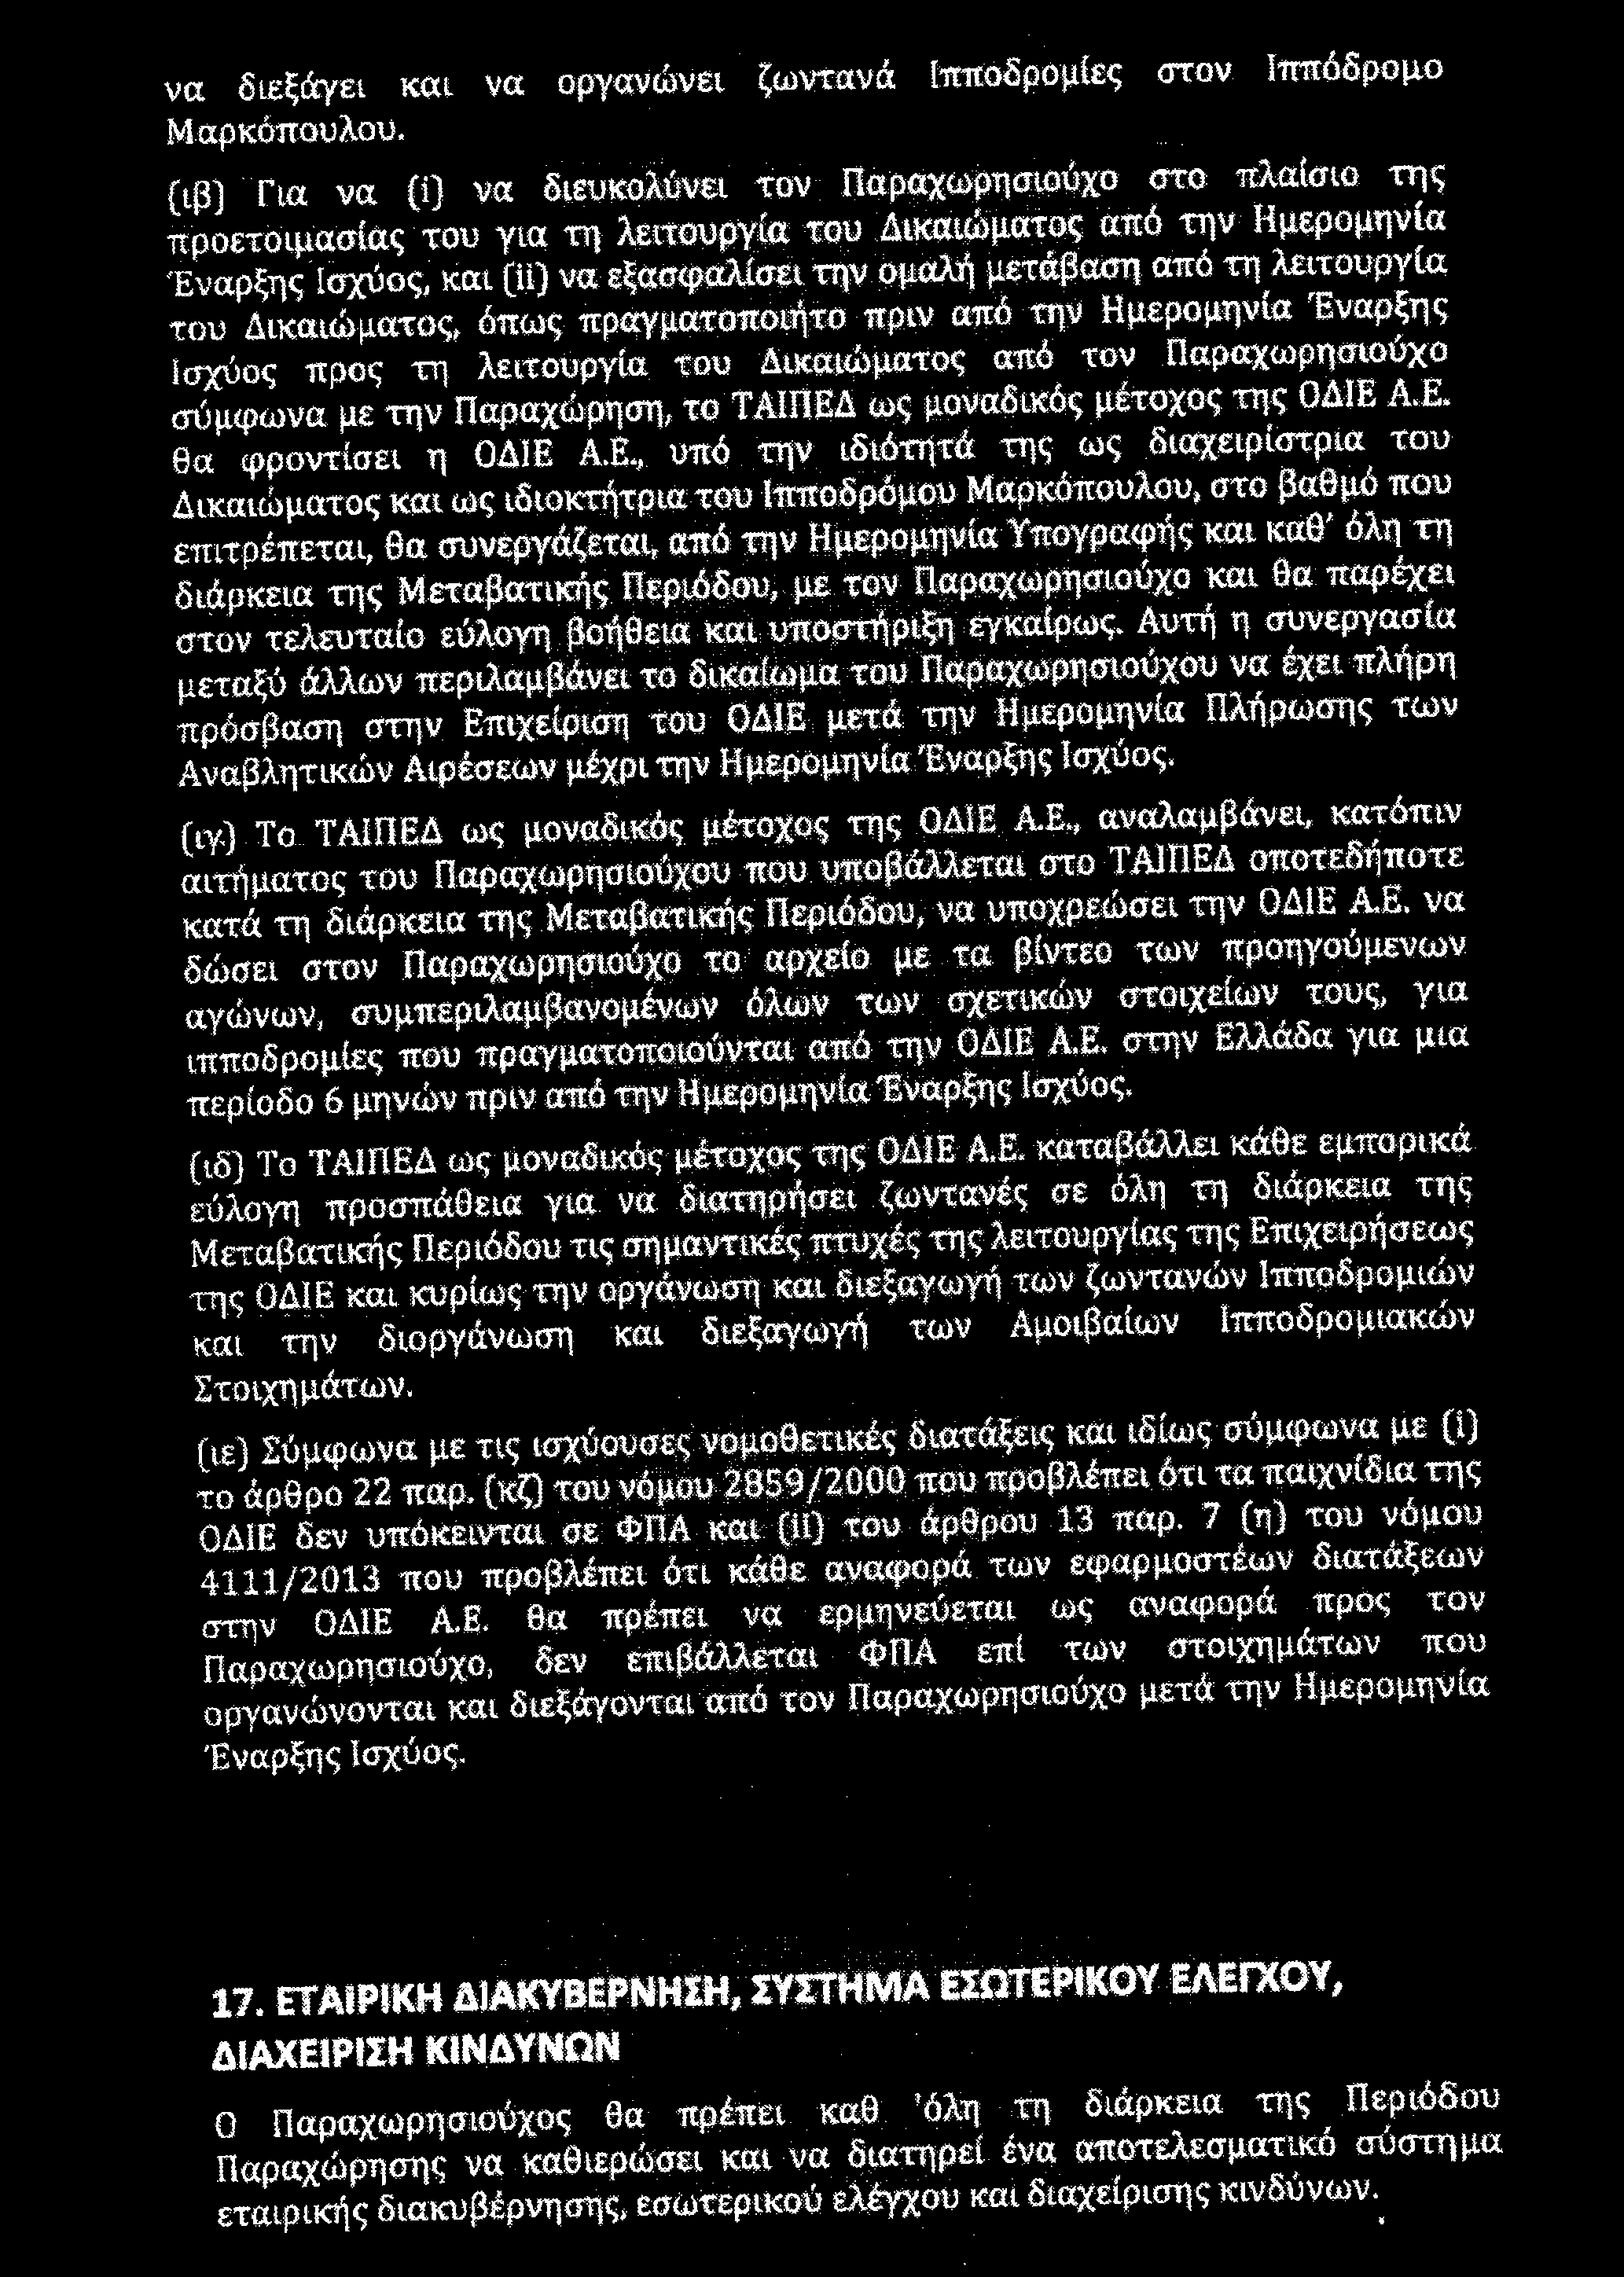 να διεξάγει και να οργανώνει ζωντανά Ιπποδρομίες στον Ιππόδρομο
Μαρκόπουλου.
(ιβ) Για να (i) να διευκολύνει τον Παραχωρησιούχο στο πλαίσιο της
προετοιμασίας του για τη λειτουργία του Δικαιώματος από την Ημερομηνία
Έναρξης Ισχύος, και (ii) να εξασφαλίσει την ομαλή μετάβαση από τη λειτουργία
του Δικαιώματος, όπως πραγματοποιήτο πριν από την Ημερομηνία Έναρξης
Ισχύος προς τη λειτουργία του Δικαιώματος από τον Παραχωρησιούχο
σύμφωνα με την Παραχώρηση, το ΤΑΙΠΕΔ ως μοναδικός μέτοχος της ΟΔΙΕ Α.Ε.
θα φροντίσει η ΟΔΙΕ Α.Ε., υπό την ιδιότητά της ως διαχειρίστρια του
Δικαιώματος και ως ιδιοκτήτρια του Ιπποδρόμου Μαρκόπουλου, στο βαθμό που
επιτρέπεται, θα συνεργάζεται, από την Ημερομηνία Υπογραφής και καθ' όλη τη
διάρκεια της Μεταβατικής Περιόδου, με τον Παραχωρησιούχο και θα παρέχει
στον τελευταίο εύλογη βοήθεια και υποστήριξη εγκαίρως. Αυτή η συνεργασία
μεταξύ άλλων περιλαμβάνει το δικαίωμα του Παραχωρησιούχου να έχει πλήρη
πρόσβαση στην Επιχείριση του ΟΔΙΕ μετά την Ημερομηνία Πλήρωσης των
Αναβλητικών Αιρέσεων μέχρι την Ημερομηνία Έναρξης Ισχύος.
(ιγ) Το ΤΑΙΠΕΔ ως μοναδικός μέτοχος της ΟΔΙΕ Α.Ε., αναλαμβάνει, κατόπιν
αιτήματος του Παραχωρησιούχου που υποβάλλεται στο ΤΑΙΠΕΔ οποτεδήποτε
κατά τη διάρκεια της Μεταβατικής Περιόδου, να υποχρεώσει την ΟΔΙΕ Α.Ε. να
δώσει στον Παραχωρησιούχο το αρχείο με τα βίντεο των προηγούμενων
αγώνων, συμπεριλαμβανομένων όλων των σχετικών στοιχείων τους, για
ιπποδρομίες που πραγματοποιούνται από την ΟΔΙΕ Α.Ε. στην Ελλάδα για μια
περίοδο 6 μηνών πριν από την Ημερομηνία Έναρξης Ισχύος.
(ιδ) Το ΤΑΙΠΕΔ ως μοναδικός μέτοχος της ΟΔΙΕ Α.Ε. καταβάλλει κάθε εμπορικά
εύλογη προσπάθεια για να διατηρήσει ζωντανές σε όλη τη διάρκεια της
Μεταβατικής Περιόδου τις σημαντικές πτυχές της λειτουργίας της Επιχειρήσεως
της ΟΔΙΕ και κυρίως την οργάνωση και διεξαγωγή των ζωντανών Ιπποδρομιών
και την διοργάνωση και διεξαγωγή των Αμοιβαίων Ιπποδρομιακών
Στοιχημάτων.
(ιε) Σύμφωνα με τις ισχύουσες νομοθετικές διατάξεις και ιδίως σύμφωνα με (i)
το άρθρο 22 παρ. (κζ) του νόμου 2859/2000 που προβλέπει ότι τα παιχνίδια της
ΟΔΙΕ δεν υπόκεινται σε ΦΠΑ και (ii) του άρθρου 13 παρ. 7 (η) του νόμου
4111/2013 που προβλέπει ότι κάθε αναφορά των εφαρμοστέων διατάξεων
στην ΟΔΙΕ Α.Ε. θα πρέπει να ερμηνεύεται ως αναφορά προς τον
Παραχωρησιούχο, δεν επιβάλλεται ΦΠΑ επί των στοιχημάτων που
οργανώνονται και διεξάγονται από τον Παραχωρησιούχο μετά την Ημερομηνία
Έναρξης Ισχύος.
17. ΕΤΑΙΡΙΚΗ ΔΙΑΚΥΒΕΡΝΗΣΗ, ΣΥΣΤΗΜΑ ΕΣΩΤΕΡΙΚΟΥ ΕΛΕΓΧΟΥ,
ΔΙΑΧΕΙΡΙΣΗ ΚΙΝΔΥΝΩΝ
Ο Παραχωρησιούχος θα πρέπει καθ 'όλη τη διάρκεια της Περιόδου
Παραχώρησης να καθιερώσει και να διατηρεί ένα αποτελεσματικό σύστημα
εταιρικής διακυβέρνησης, εσωτερικού ελέγχου και διαχείρισης κινδύνων.